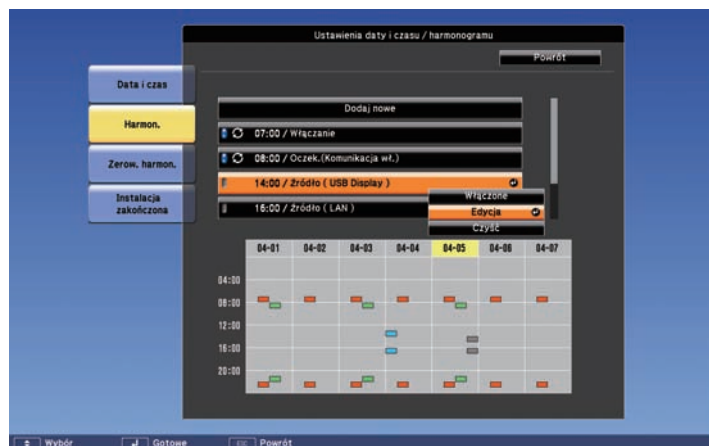 Ustawienia daty i czasu / harmonogramu
Powrót
Data i czas
Harmon.
Zerow. harmon.
Instalacja
zakończona
Dodaj nowe
07:00 / Włączanie
08:00 / Oczek.(Komunikacja wł.)
14:00 / Źródło ( USB Display )
16:00 / Źródło ( LAN )
Włączone
Edycja
Czyść
04-01 04-02 04-03 04-04 04-05 04-06 04-07
04:00
08:00
12:00
16:00
20:00
Wybór Gotowe ESC Powrót